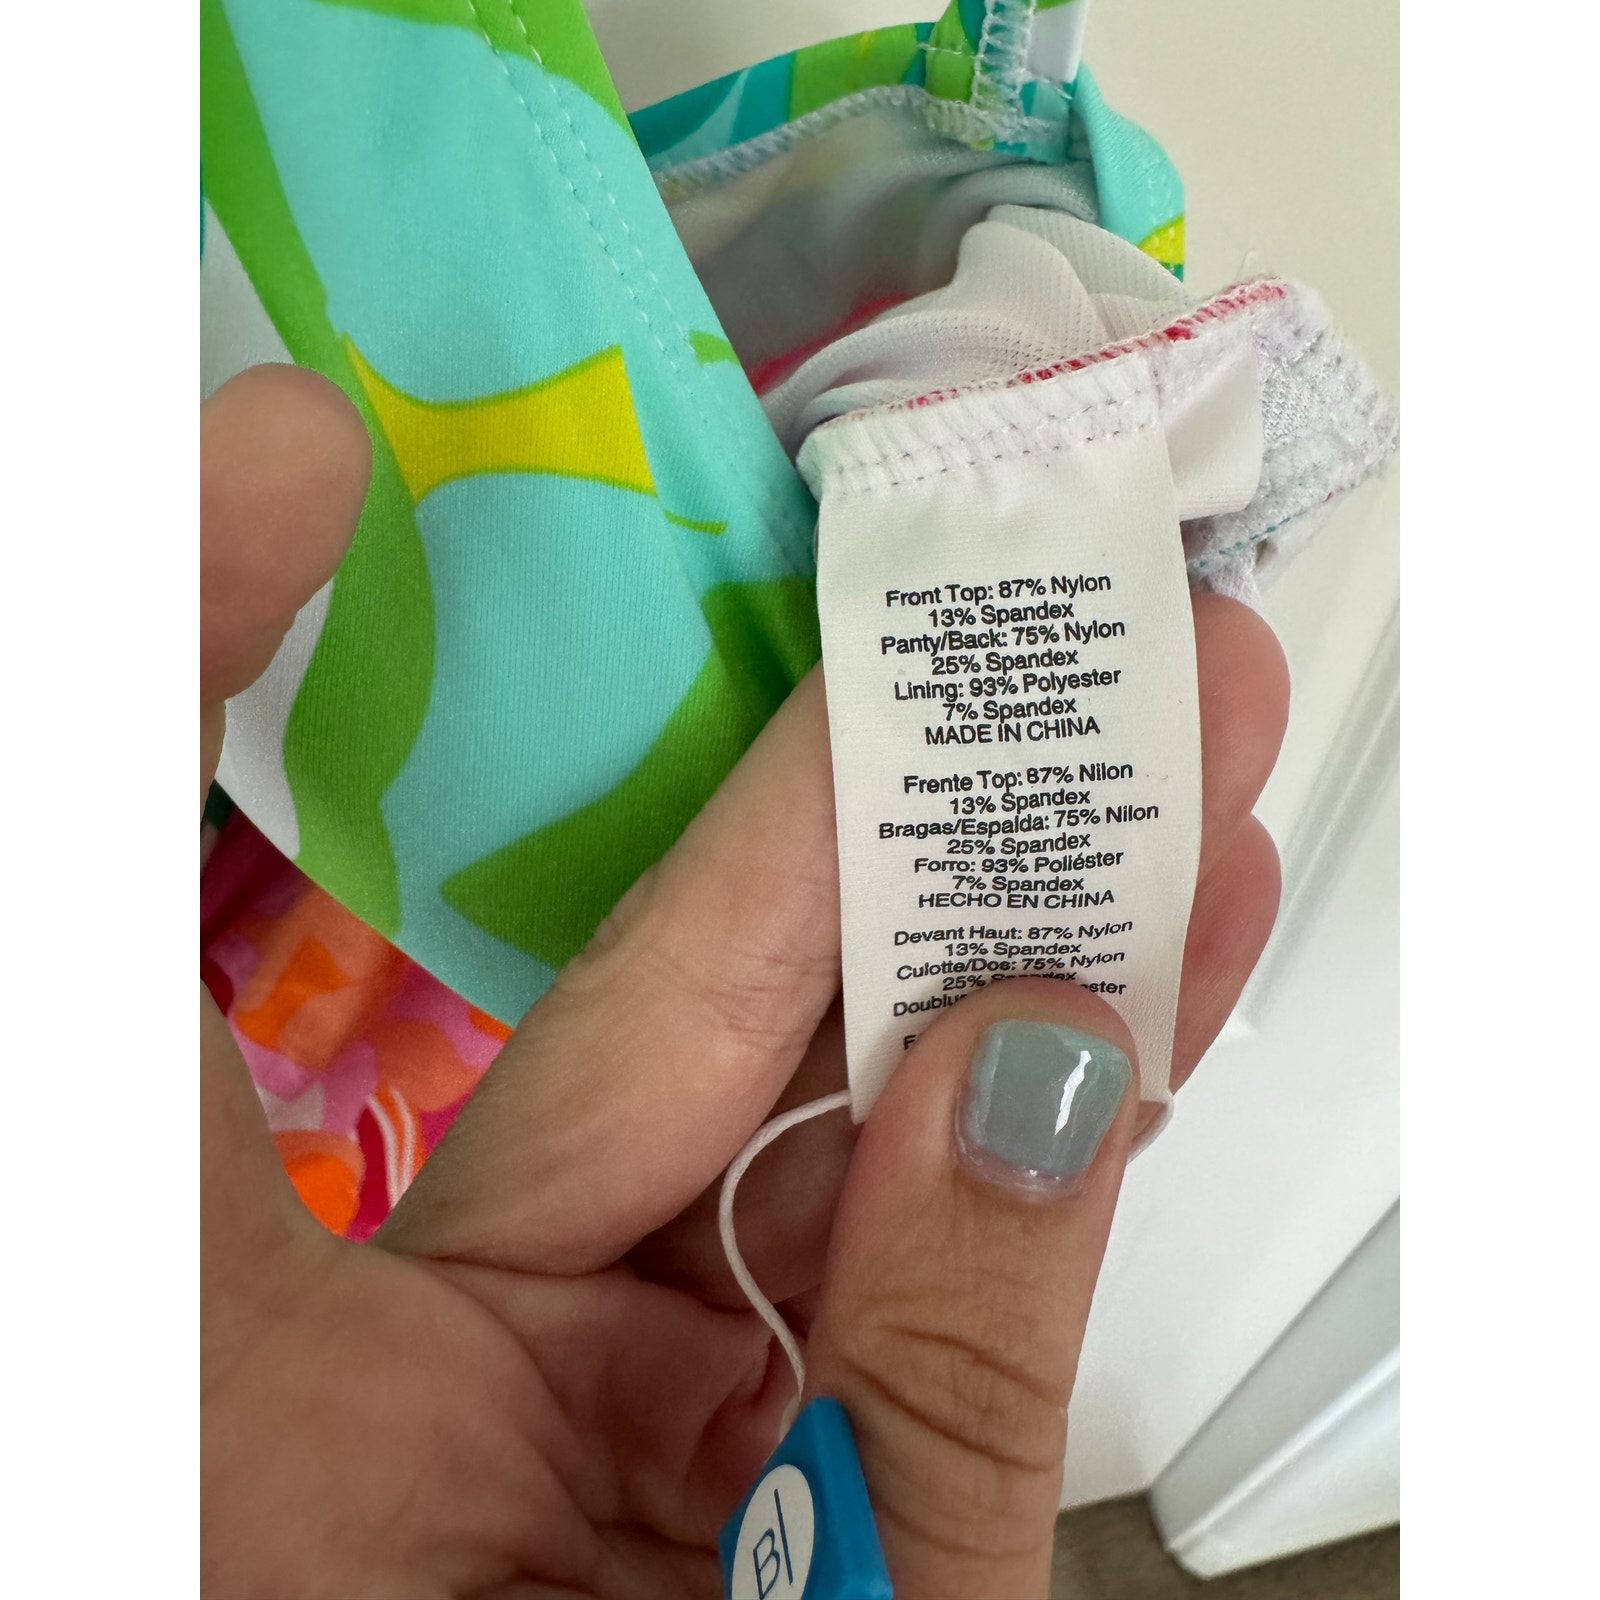 Front Top: 87% Nylon
13% Spandex
Panty/Back: 75% Nylon
25% Spandex
Lining: 93% Polyester
7% Spandex
MADE IN CHINA
Frente Top: 87% Nilon
13% Spandex
Bragas/Espalda: 75% Nilon
25% Spandex
Forro: 93% Poliéster
7% Spandex
HECHO EN CHINA
Devant Haut: 87% Nylon
13% Spandex
Culotte/Dos: 75% Nylon
25% Spandex